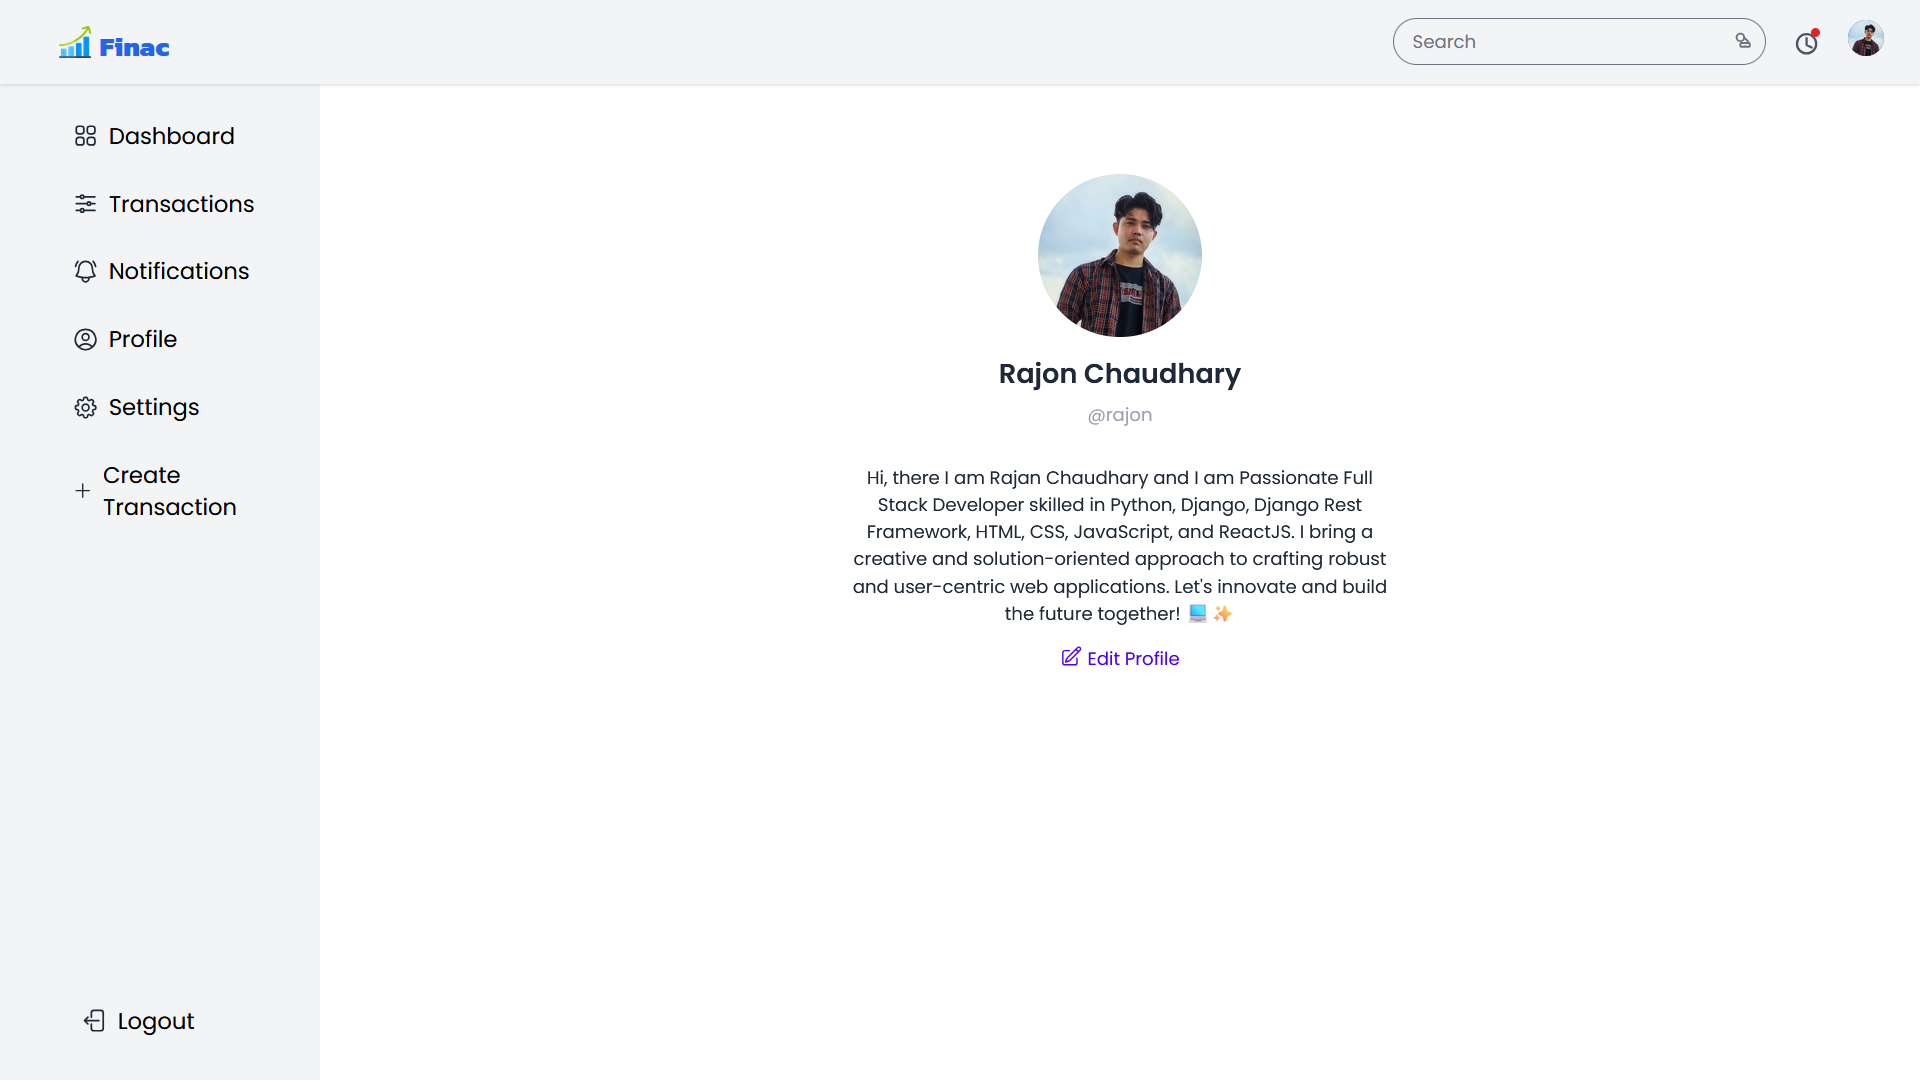 Finac
Search
Dashboard
Transactions
Notifications
Profile
Settings
Create
Transaction
Logout
Rajon Chaudhary
@rajon
Hi, there I am Rajan Chaudhary and I am Passionate Full
Stack Developer skilled in Python, Django, Django Rest
Framework, HTML, CSS, JavaScript, and ReactJS. I bring a
creative and solution-oriented approach to crafting robust
and user-centric web applications. Let's innovate and build
the future together! 💻 ✨
Edit Profile